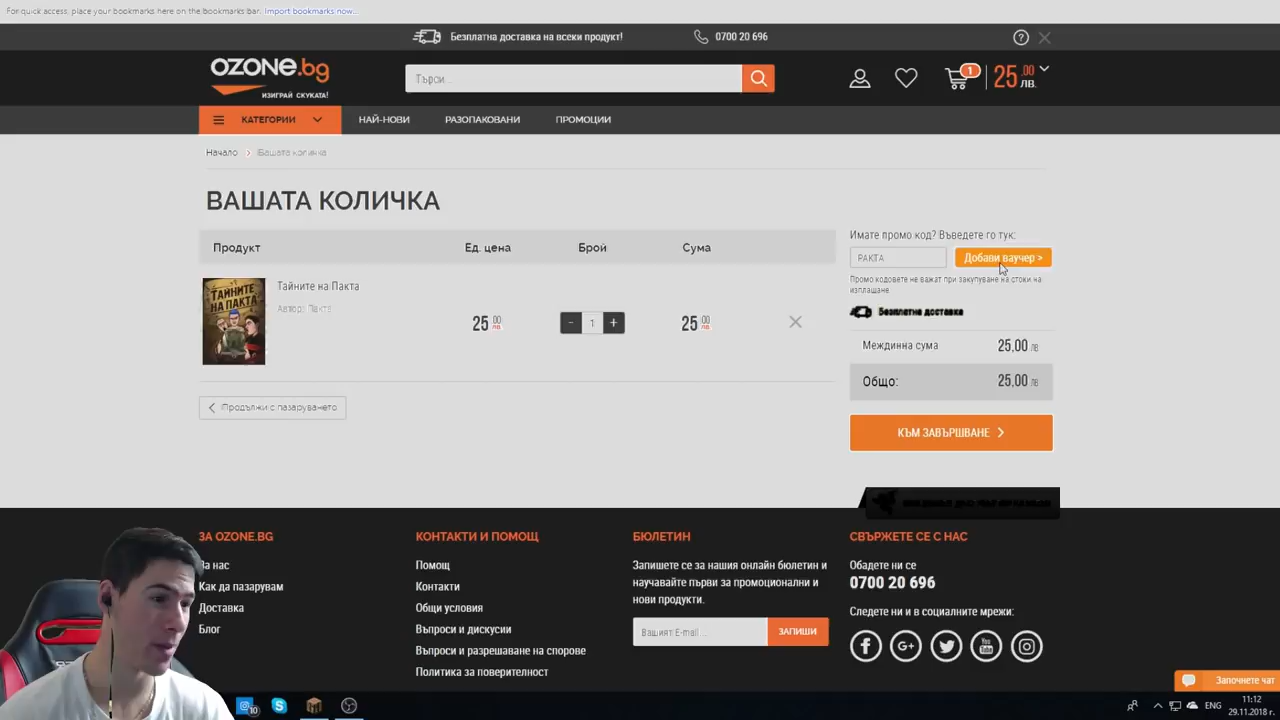 For quick access, place your bookmarks here on the bookmarks bar. Import bookmarks now...
Безплатна доставка на всеки продукт!
0700 20 696
?
OZONE.bg
ИЗИГРАЙ СКУКАТА!
Търси...
1
25.00 ЛВ.
КАТЕГОРИИ
НАЙ-НОВИ
РАЗОПАКОВАНИ
ПРОМОЦИИ
Начало > Вашата количка
ВАШАТА КОЛИЧКА
Продукт Ед. цена Брой Сума
ТАЙНИТЕ НА ПАКТА
Тайните на Пакта
Автор: Пакта
25.00 лв.
- 1 +
25.00 лв.
Продължи с пазаруването
Имате промо код? Въведете го тук:
PAKTA
Добави ваучер >
Промо кодовете не важат при закупуване на стоки на
изплащане.
Безплатна доставка
Междинна сума 25,00 лв
Общо: 25,00 лв
КЪМ ЗАВЪРШВАНЕ
ЗА OZONE.BG
За нас
Как да пазарувам
Доставка
Блог
КОНТАКТИ И ПОМОЩ
Помощ
Контакти
Общи условия
Въпроси и дискусии
Въпроси и разрешаване на спорове
Политика за поверителност
БЮЛЕТИН
Запишете се за нашия онлайн бюлетин и
научавайте първи за промоционални и
нови продукти.
Вашият E-mail ...
ЗАПИШИ
СВЪРЖЕТЕ СЕ С НАС
Обадете ни се
0700 20 696
Следете ни и в социалните мрежи:
f G+ You Tube
Започнете чат
10
ENG
11:12
29.11.2018 г.